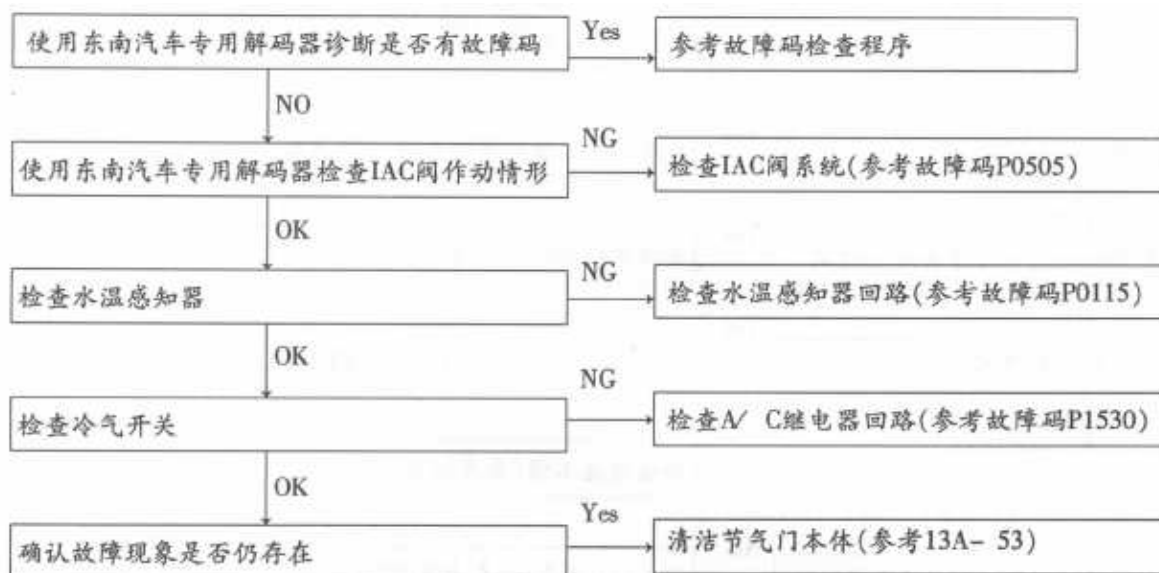 使用东南汽车专用解码器诊断是否有故障码
Yes
参考故障码检查程序
NO
使用东南汽车专用解码器检查IAC阀作动情形
NG
检查IAC阀系统(参考故障码P0505)
OK
检查水温感知器
NG
检查水温感知器回路(参考故障码P0115)
OK
检查冷气开关
NG
检查A/ C继电器回路(参考故障码P1530)
OK
确认故障现象是否仍存在
Yes
清洁节气门本体(参考13A- 53)